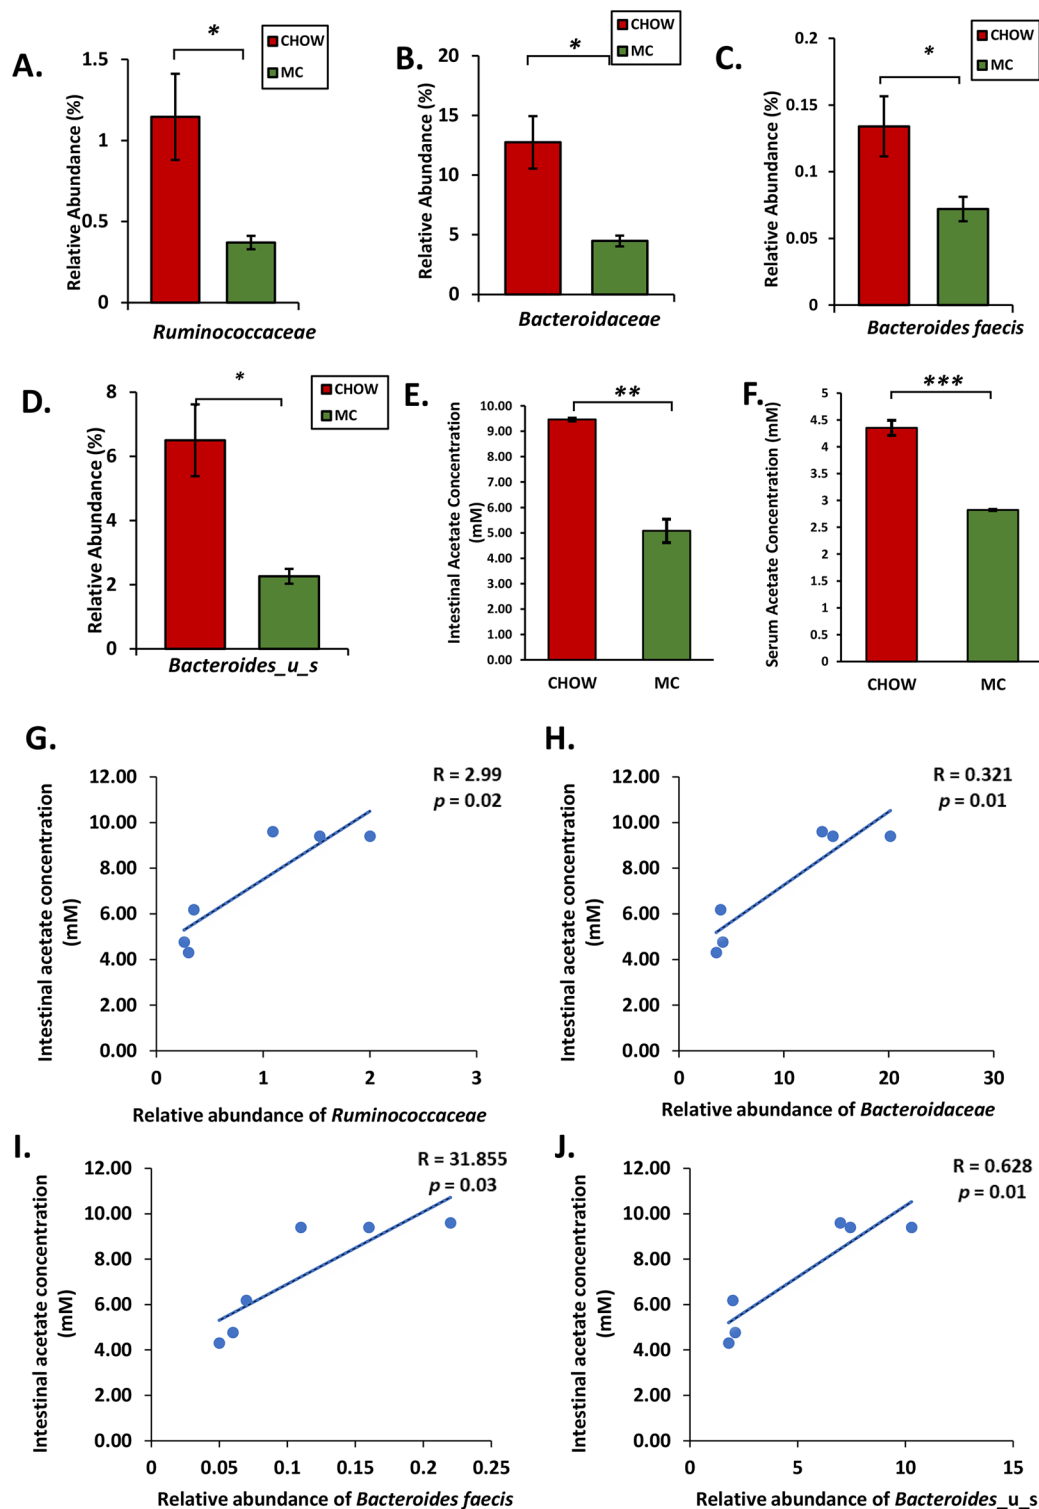 A.
*
CHOW
MC
Relative Abundance (%)
1.5
1
0.5
0
Ruminococcaceae
B.
*
CHOW
MC
Relative Abundance (%)
20
15
10
5
0
Bacteroidaceae
C.
*
CHOW
MC
Relative Abundance (%)
0.2
0.15
0.1
0.05
0
Bacteroides faecis
D.
*
CHOW
MC
Relative Abundance (%)
8
6
4
2
0
Bacteroides_u_s
E.
**
Intestinal Acetate Concentration
(mM)
10.00
9.00
8.00
7.00
6.00
5.00
4.00
3.00
2.00
1.00
0.00
CHOW MC
F.
***
Serum Acetate Concentration (mM)
5
4.5
4
3.5
3
2.5
2
1.5
1
0.5
0
CHOW MC
G.
R = 2.99
p = 0.02
Intestinal acetate concentration
(mM)
12.00
10.00
8.00
6.00
4.00
2.00
0.00
0 1 2 3
Relative abundance of Ruminococcaceae
H.
R = 0.321
p = 0.01
Intestinal acetate concentration
(mM)
12.00
10.00
8.00
6.00
4.00
2.00
0.00
0 10 20 30
Relative abundance of Bacteroidaceae
I.
R = 31.855
p = 0.03
Intestinal acetate concentration
(mM)
12.00
10.00
8.00
6.00
4.00
2.00
0.00
0 0.05 0.1 0.15 0.2 0.25
Relative abundance of Bacteroides faecis
J.
R = 0.628
p = 0.01
Intestinal acetate concentration
(mM)
12.00
10.00
8.00
6.00
4.00
2.00
0.00
0 5 10 15
Relative abundance of Bacteroides_u_s